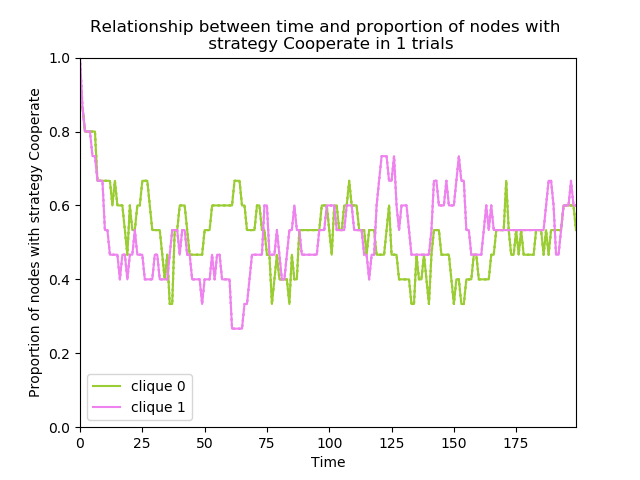 Relationship between time and proportion of nodes with
strategy Cooperate in 1 trials
Proportion of nodes with strategy Cooperate
1.0
0.8
0.6
0.4
0.2
0.0
clique 0
clique 1
0 25 50 75 100 125 150 175
Time